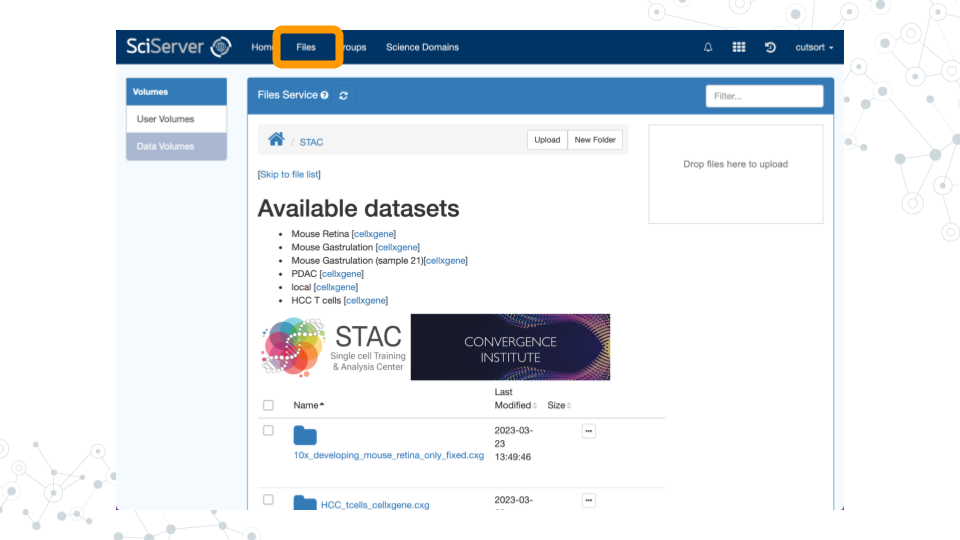 SciServer
Home Files Groups Science Domains
cutsort
Volumes
User Volumes
Data Volumes
Files Service
Filter...
/ STAC
Upload
New Folder
Drop files here to upload
[Skip to file list]
Available datasets
Mouse Retina [cellxgene]
Mouse Gastrulation [cellxgene]
Mouse Gastrulation (sample 21)[cellxgene]
PDAC [cellxgene]
local [cellxgene]
HCC T cells [cellxgene]
STAC
Single cell Training
& Analysis Center
CONVERGENCE
INSTITUTE
Name
Last
Modified
Size
10x_developing_mouse_retina_only_fixed.cxg
2023-03-
23
13:49:46
HCC_tcells_cellxgene.cxg
2023-03-